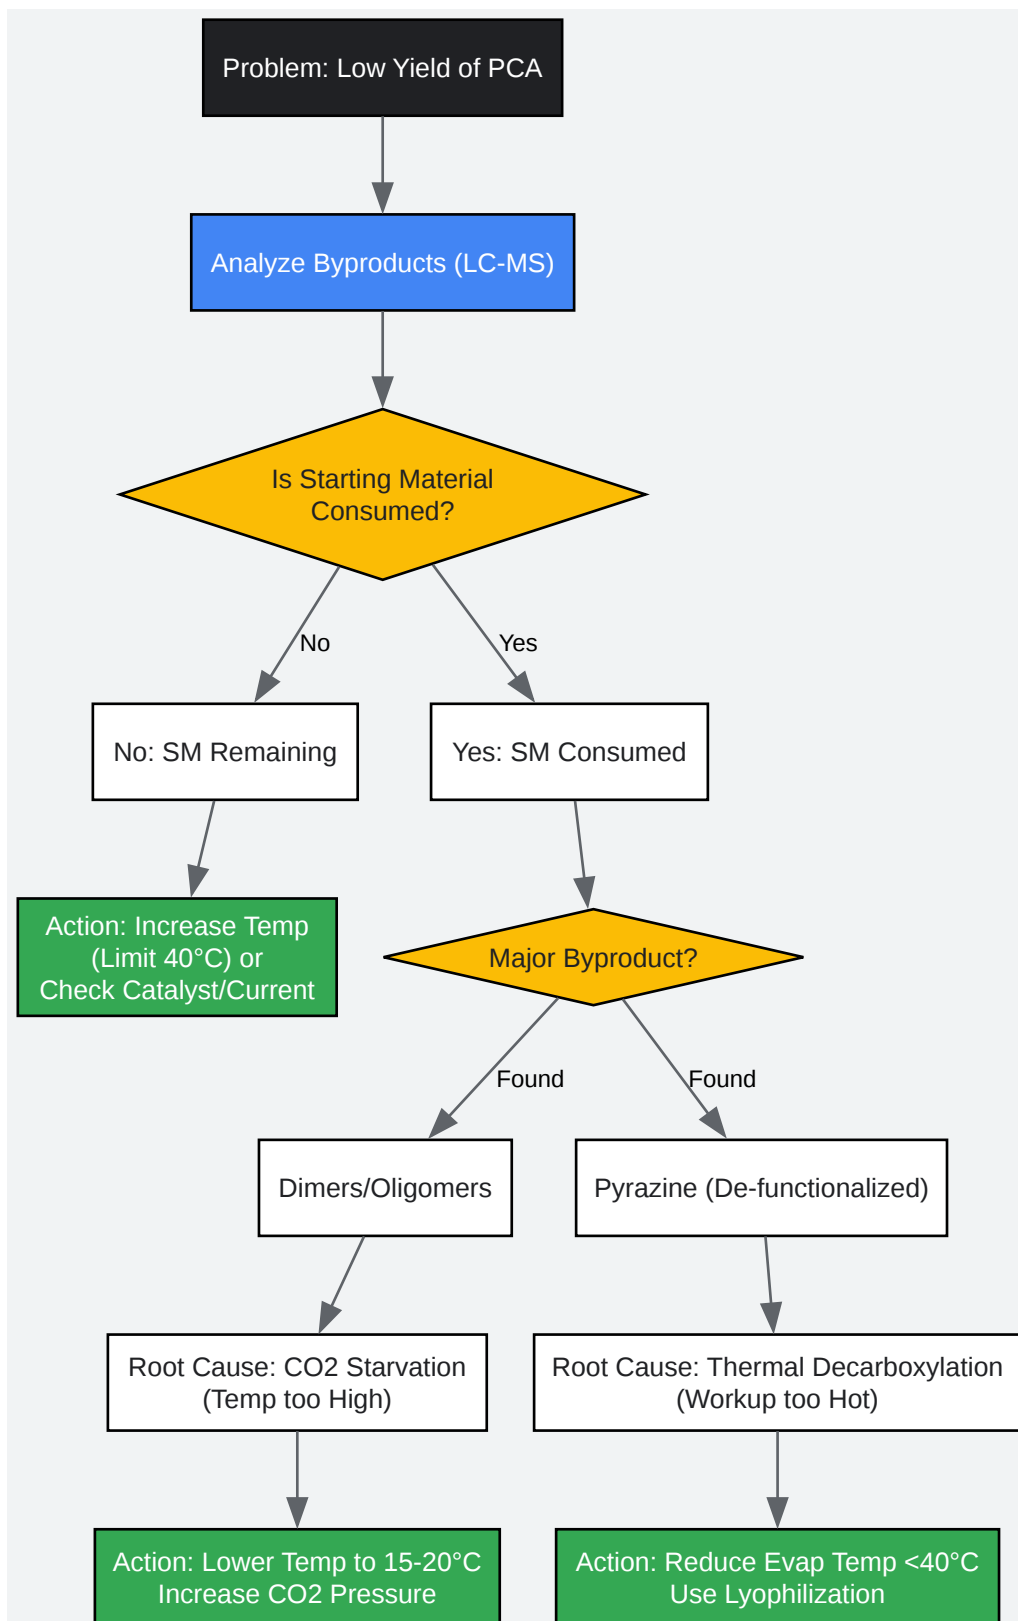 Problem: Low Yield of PCA
Analyze Byproducts (LC-MS)
Is Starting Material
Consumed?
No
Yes
No: SM Remaining
Yes: SM Consumed
Action: Increase Temp
(Limit 40°C) or
Check Catalyst/Current
Major Byproduct?
Found
Found
Dimers/Oligomers
Pyrazine (De-functionalized)
Root Cause: CO2 Starvation
(Temp too High)
Root Cause: Thermal Decarboxylation
(Workup too Hot)
Action: Lower Temp to 15-20°C
Increase CO2 Pressure
Action: Reduce Evap Temp <40°C
Use Lyophilization